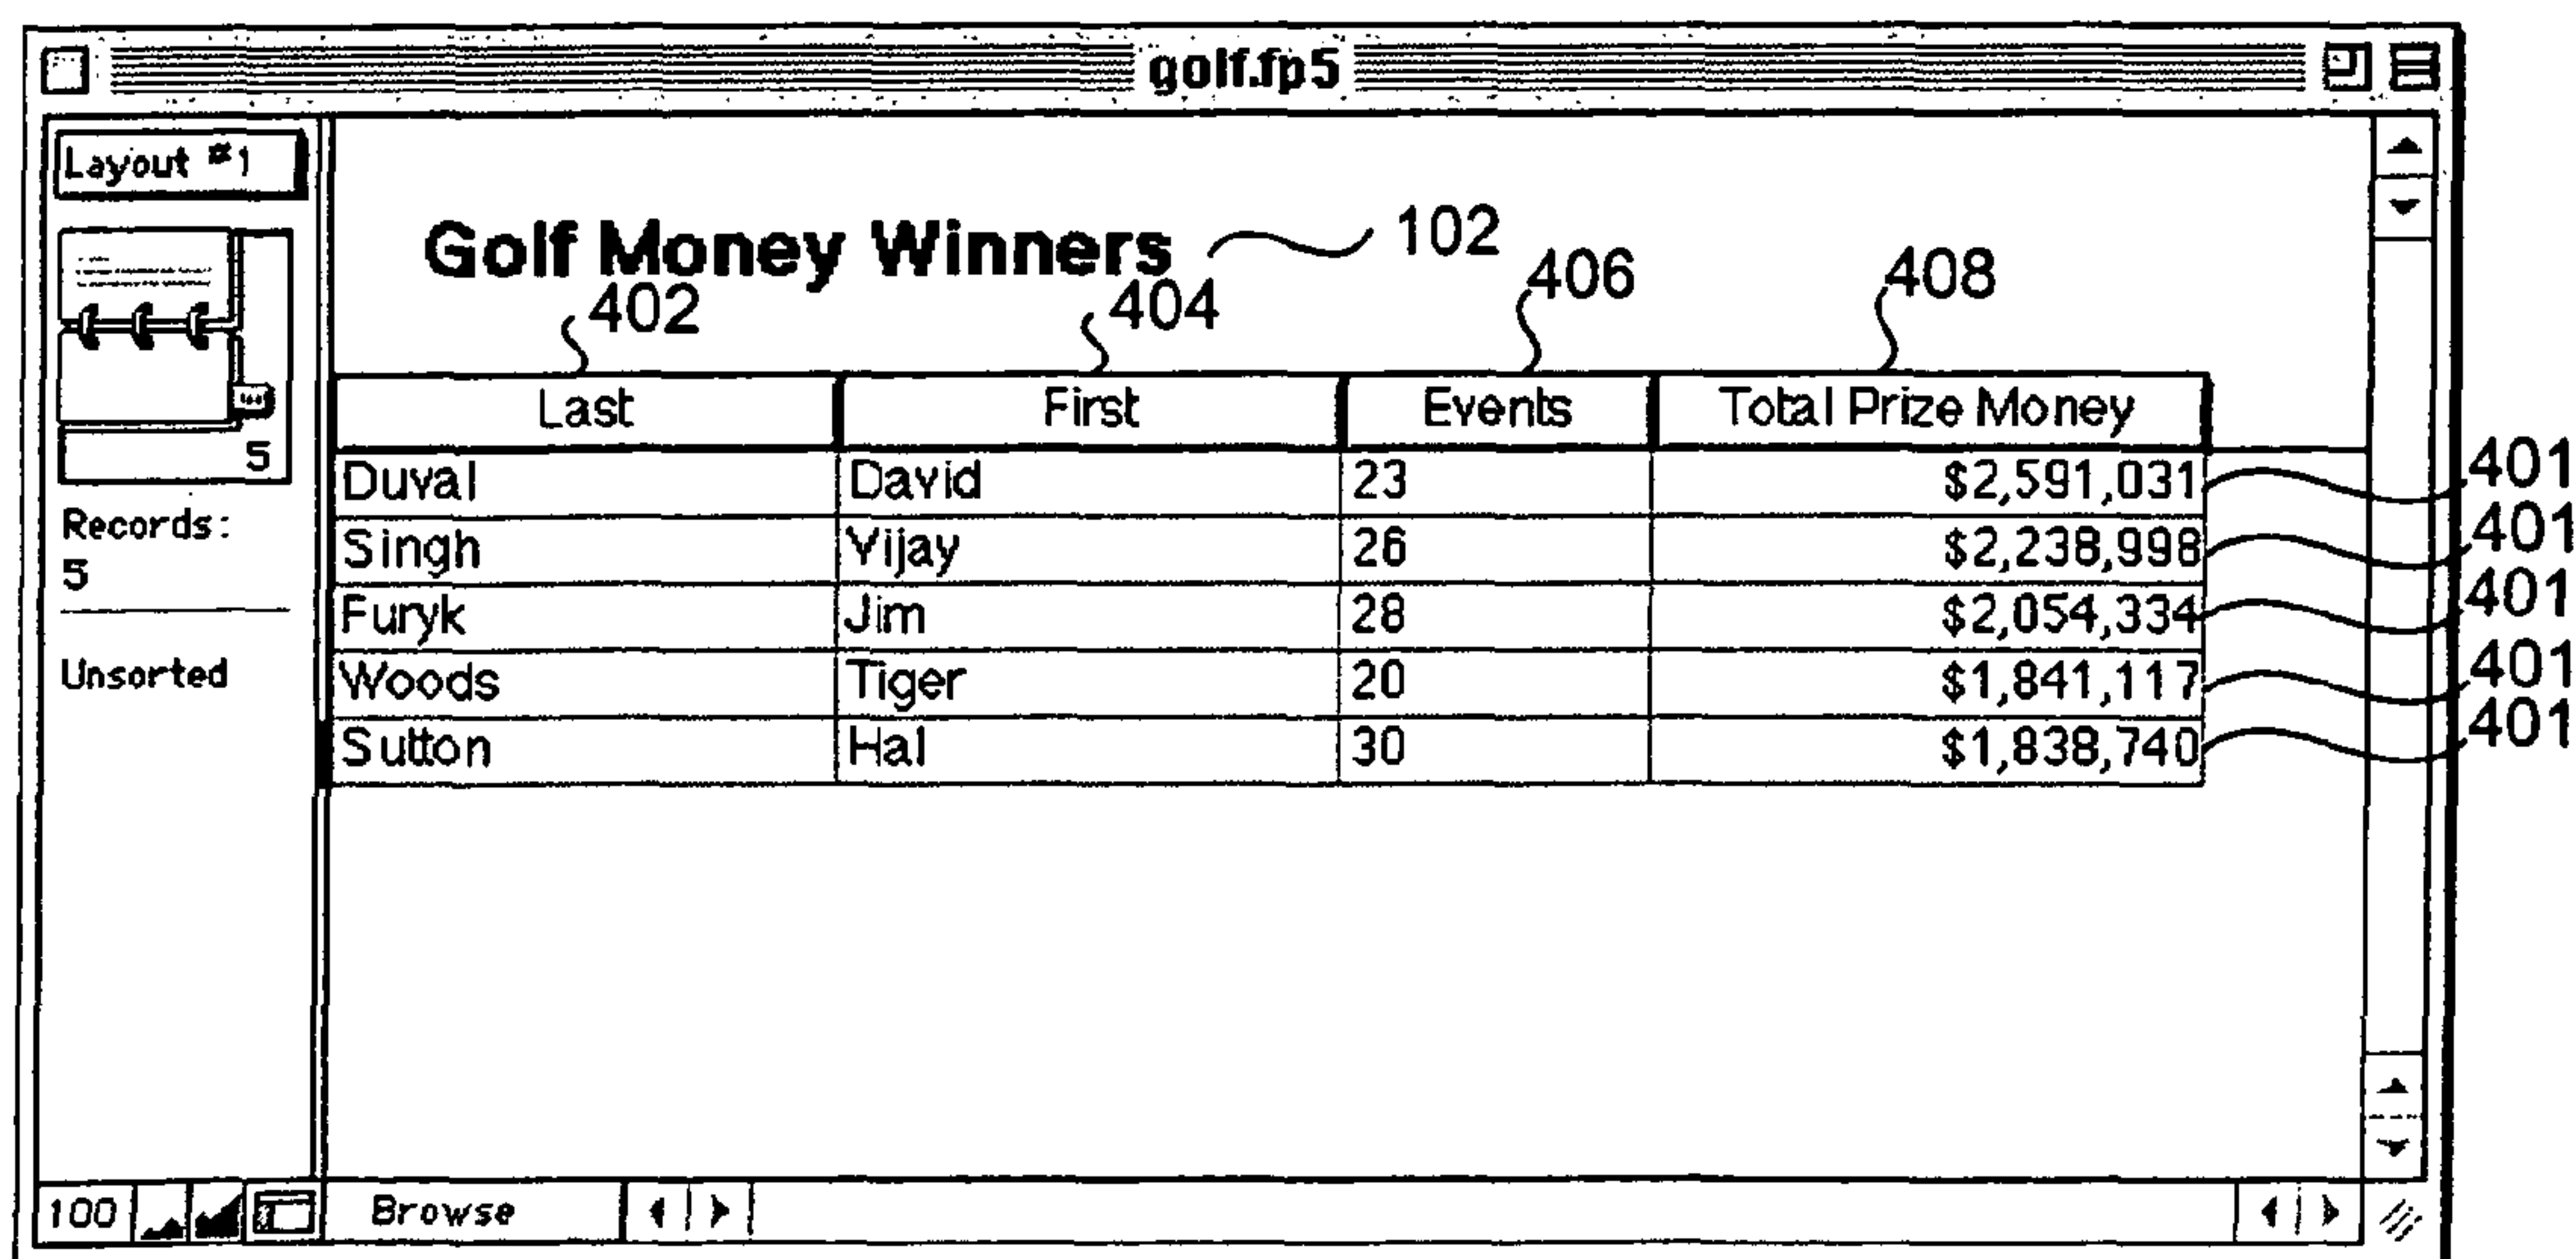 golf.fp5
Layout #1
Golf Money Winners 102
402 404 406 408
Last First Events Total Prize Money
5
Duval David 23 $2,591,031 401
Records:
Singh Vijay 26 $2,238,998 401
5
Furyk Jim 28 $2,054,334 401
Unsorted
Woods Tiger 20 $1,841,117 401
Sutton Hal 30 $1,838,740 401
100 Browse